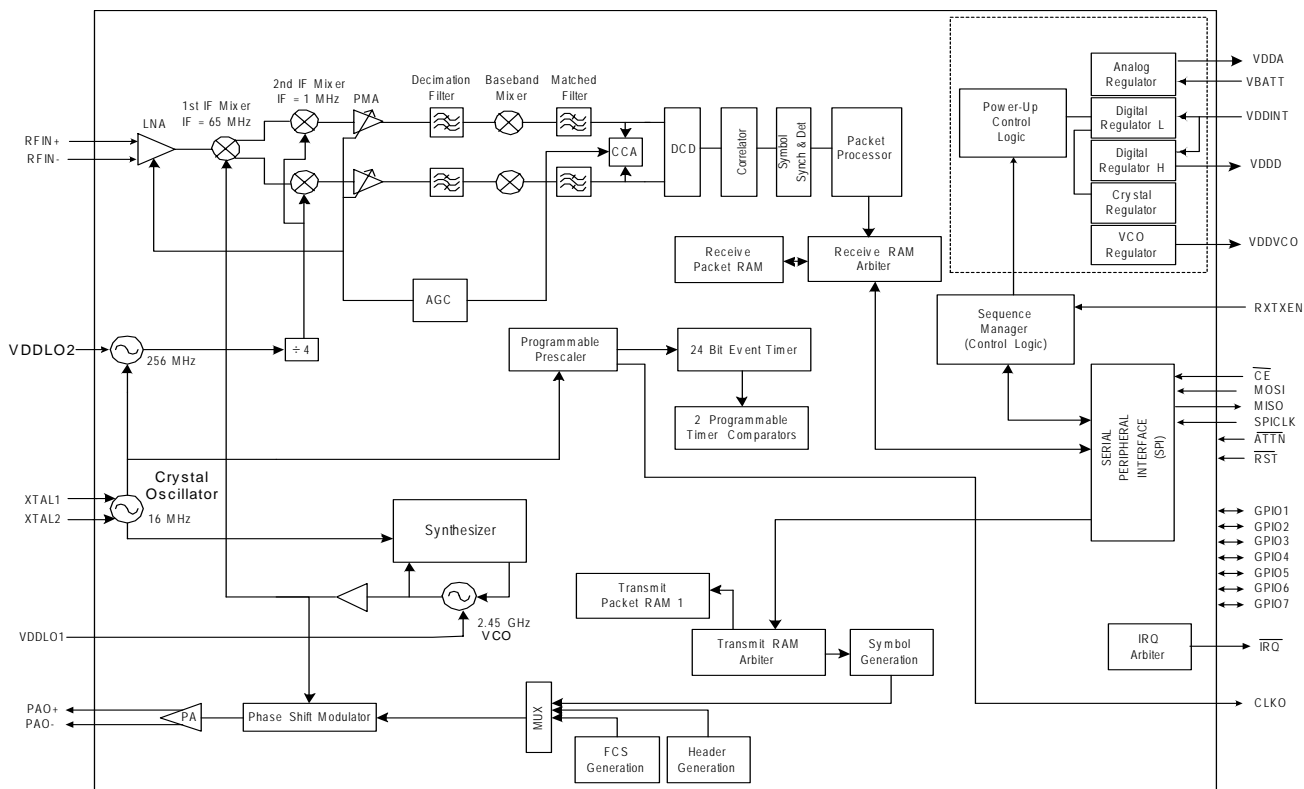 RFIN+
RFIN-
LNA
1st IF Mixer
IF = 65 MHz
2nd IF Mixer
IF = 1 MHz
PMA
Decimation
Filter
Baseband
Mixer
Matched
Filter
CCA
DCD
Correlator
Symbol
Synch & Det
Packet
Processor
Power-Up
Control
Logic
Analog
Regulator
Digital
Regulator L
Digital
Regulator H
Crystal
Regulator
VCO
Regulator
VDDA
VBATT
VDDINT
VDDD
VDDVCO
Receive
Packet RAM
Receive RAM
Arbiter
AGC
Sequence
Manager
(Control Logic)
RXTXEN
VDDLO2
256 MHz
÷4
Programmable
Prescaler
24 Bit Event Timer
2 Programmable
Timer Comparators
SERIAL
PERIPHERAL
INTERFACE
(SPI)
CE
MOSI
MISO
SPICLK
ATTN
RST
Crystal
Oscillator
XTAL1
XTAL2
16 MHz
Synthesizer
GPIO1
GPIO2
GPIO3
GPIO4
GPIO5
GPIO6
GPIO7
2.45 GHz
VCO
VDDLO1
Transmit
Packet RAM 1
Transmit RAM
Arbiter
Symbol
Generation
IRQ
Arbiter
IRQ
CLKO
PAO+
PAO-
PA
Phase Shift Modulator
MUX
FCS
Generation
Header
Generation